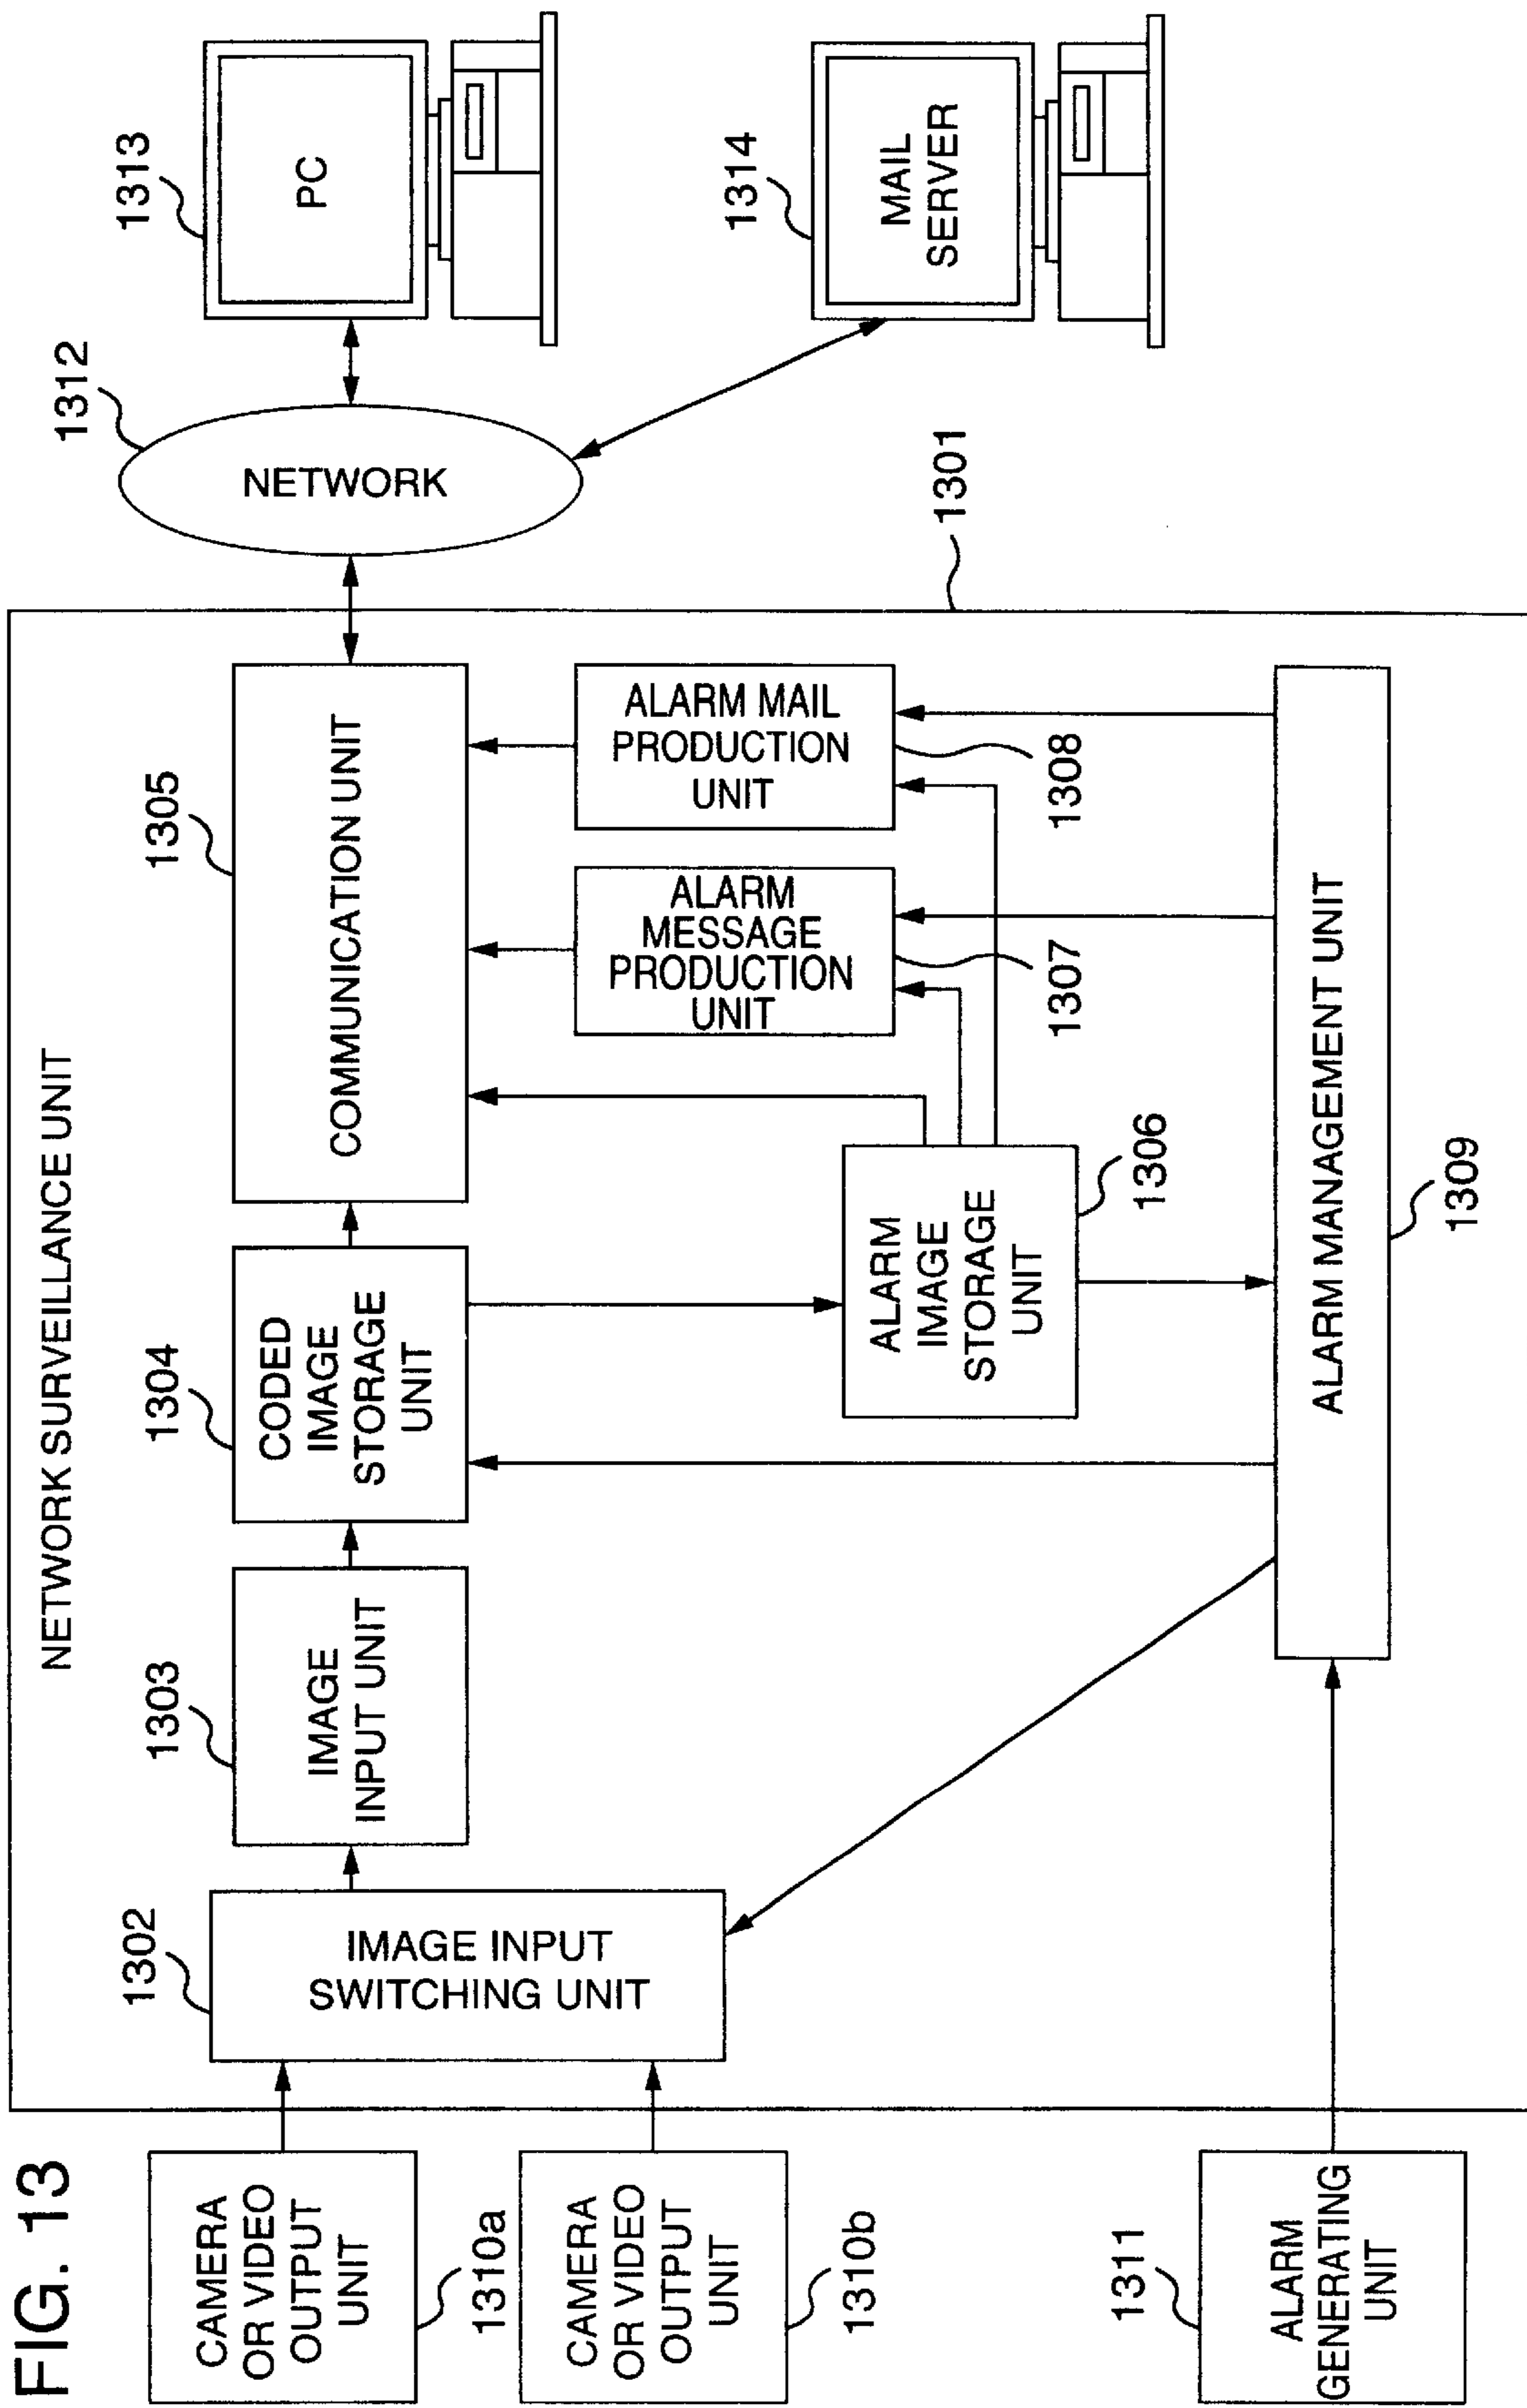 FIG. 13
NETWORK SURVEILLANCE UNIT
1301
CAMERA
OR VIDEO
OUTPUT
UNIT
1310a
CAMERA
OR VIDEO
OUTPUT
UNIT
1310b
ALARM
GENERATING
UNIT
1311
1302
IMAGE INPUT
SWITCHING UNIT
1303
IMAGE
INPUT UNIT
1304
CODED
IMAGE
STORAGE
UNIT
1305
COMMUNICATION UNIT
ALARM
IMAGE
STORAGE
UNIT
1306
ALARM
MESSAGE
PRODUCTION
UNIT
1307
ALARM MAIL
PRODUCTION
UNIT
1308
ALARM MANAGEMENT UNIT
1309
1312
NETWORK
1313
PC
1314
MAIL
SERVER